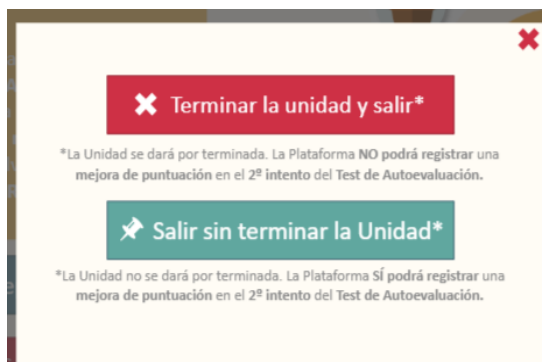 Terminar la unidad y salir*
*La Unidad se dará por terminada. La Plataforma NO podrá registrar una
mejora de puntuación en el 2º intento del Test de Autoevaluación.
Salir sin terminar la Unidad*
*La Unidad no se dará por terminada. La Plataforma SÍ podrá registrar una
mejora de puntuación en el 2º intento del Test de Autoevaluación.